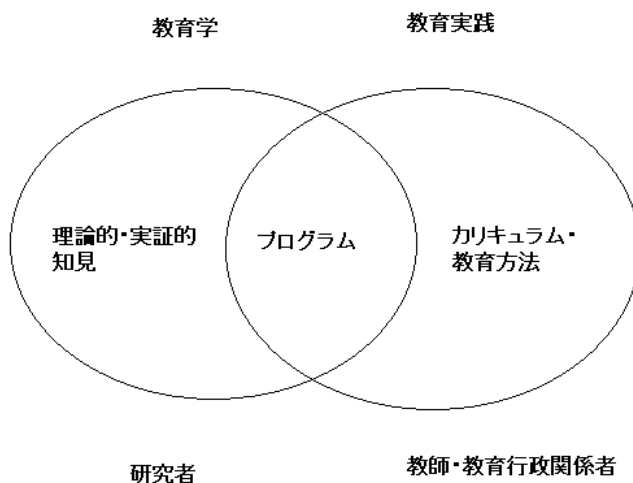 教育学
教育実践
理論的・実証的
知見
プログラム
カリキュラム・
教育方法
研究者
教師・教育行政関係者